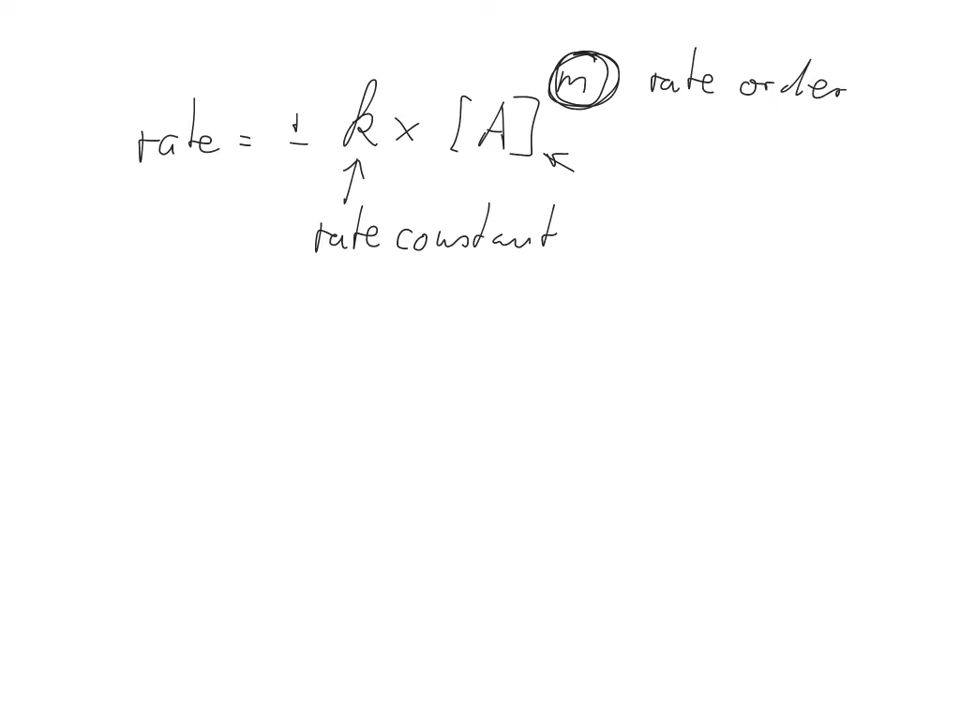 rate = ± k × [A]^m rate order
rate constant